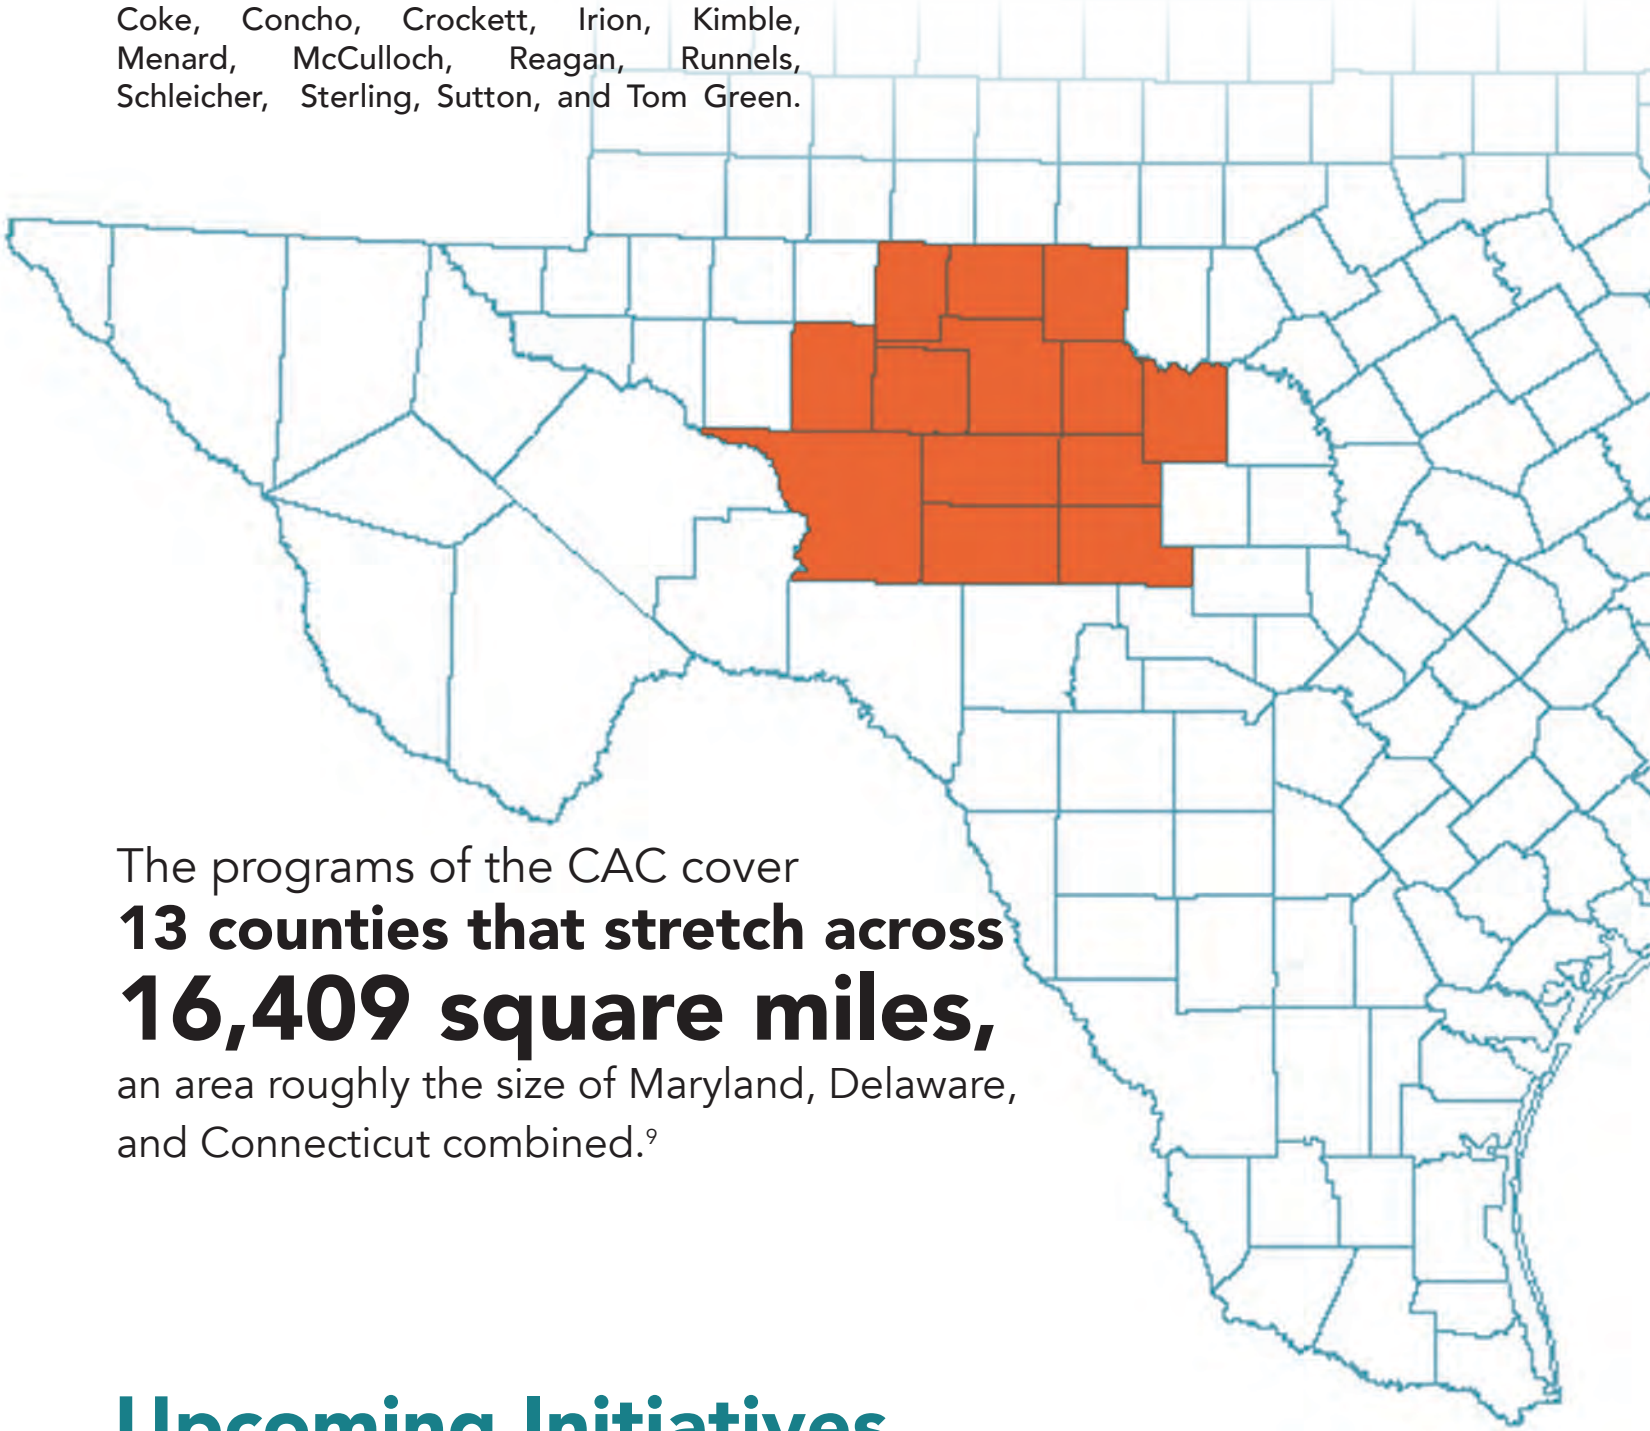 Coke, Concho, Crockett, Irion, Kimble,
Menard, McCulloch, Reagan, Runnels,
Schleicher, Sterling, Sutton, and Tom Green.
The programs of the CAC cover
13 counties that stretch across
16,409 square miles,
an area roughly the size of Maryland, Delaware,
and Connecticut combined.⁹
Upcoming Initiatives